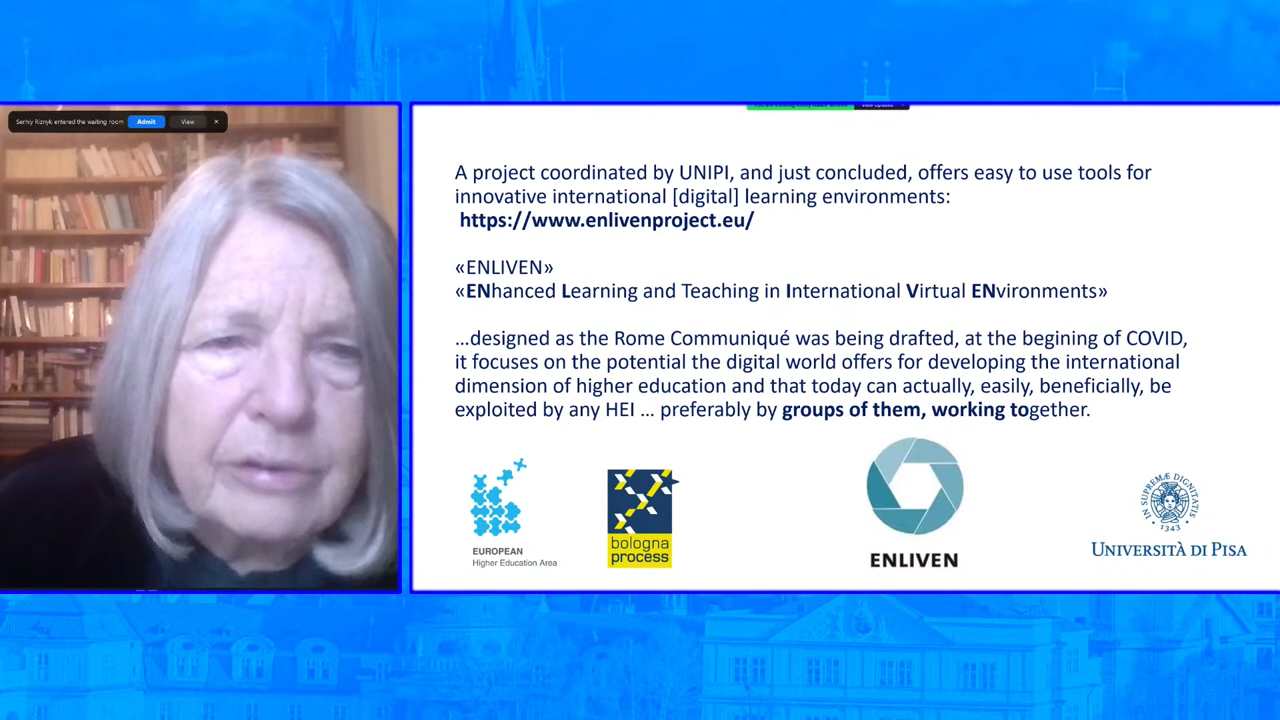 Serhiy Riznyk entered the waiting room
Admit
View
A project coordinated by UNIPI, and just concluded, offers easy to use tools for
innovative international [digital] learning environments:
https://www.enlivenproject.eu/
«ENLIVEN»
«ENhanced Learning and Teaching in International Virtual ENvironments»
…designed as the Rome Communiqué was being drafted, at the begining of COVID,
it focuses on the potential the digital world offers for developing the international
dimension of higher education and that today can actually, easily, beneficially, be
exploited by any HEI … preferably by groups of them, working together.
EUROPEAN
Higher Education Area
bologna
process
ENLIVEN
IN SUPREMÆ DIGNITATIS
1343
UNIVERSITÀ DI PISA